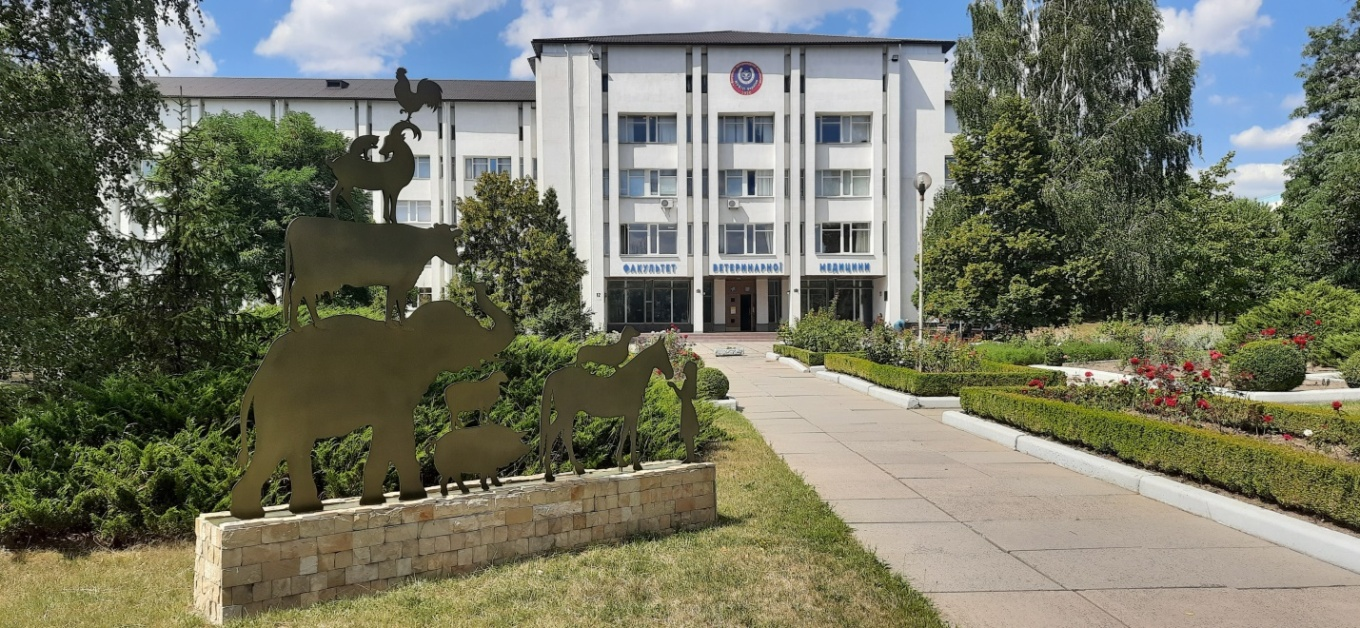 ФАКУЛЬТЕТ ВЕТЕРИНАРНОЇ МЕДИЦИНИ